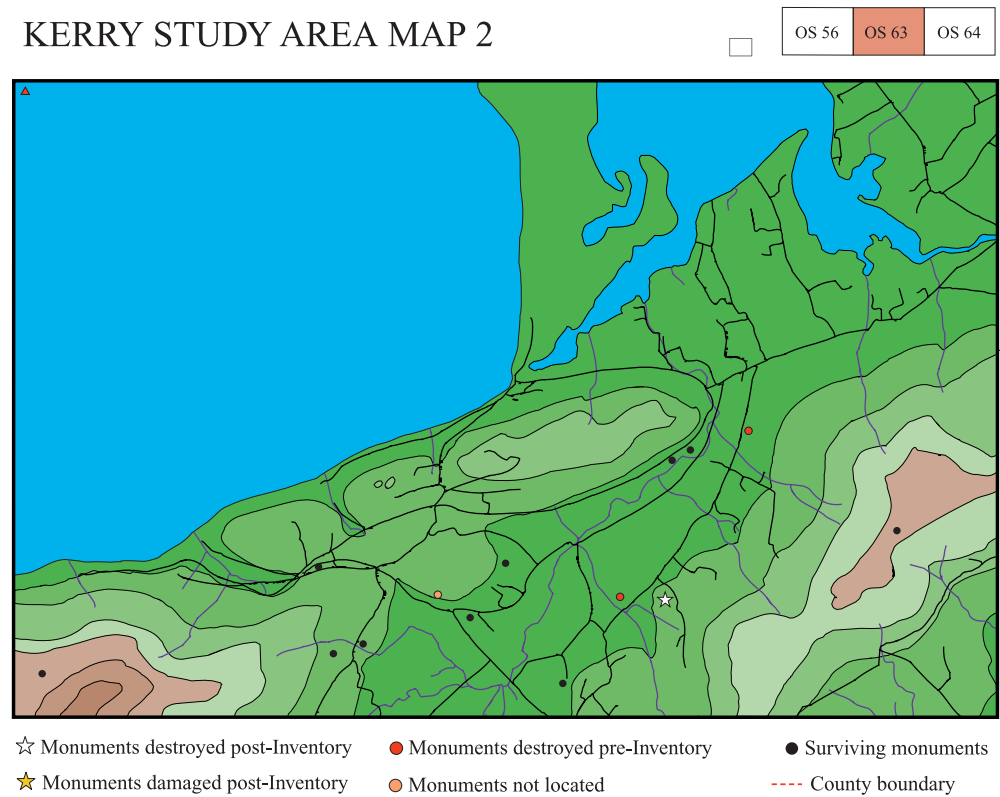 KERRY STUDY AREA MAP 2
OS 56 OS 63 OS 64
Monuments destroyed post-Inventory
Monuments destroyed pre-Inventory
Surviving monuments
Monuments damaged post-Inventory
Monuments not located
County boundary